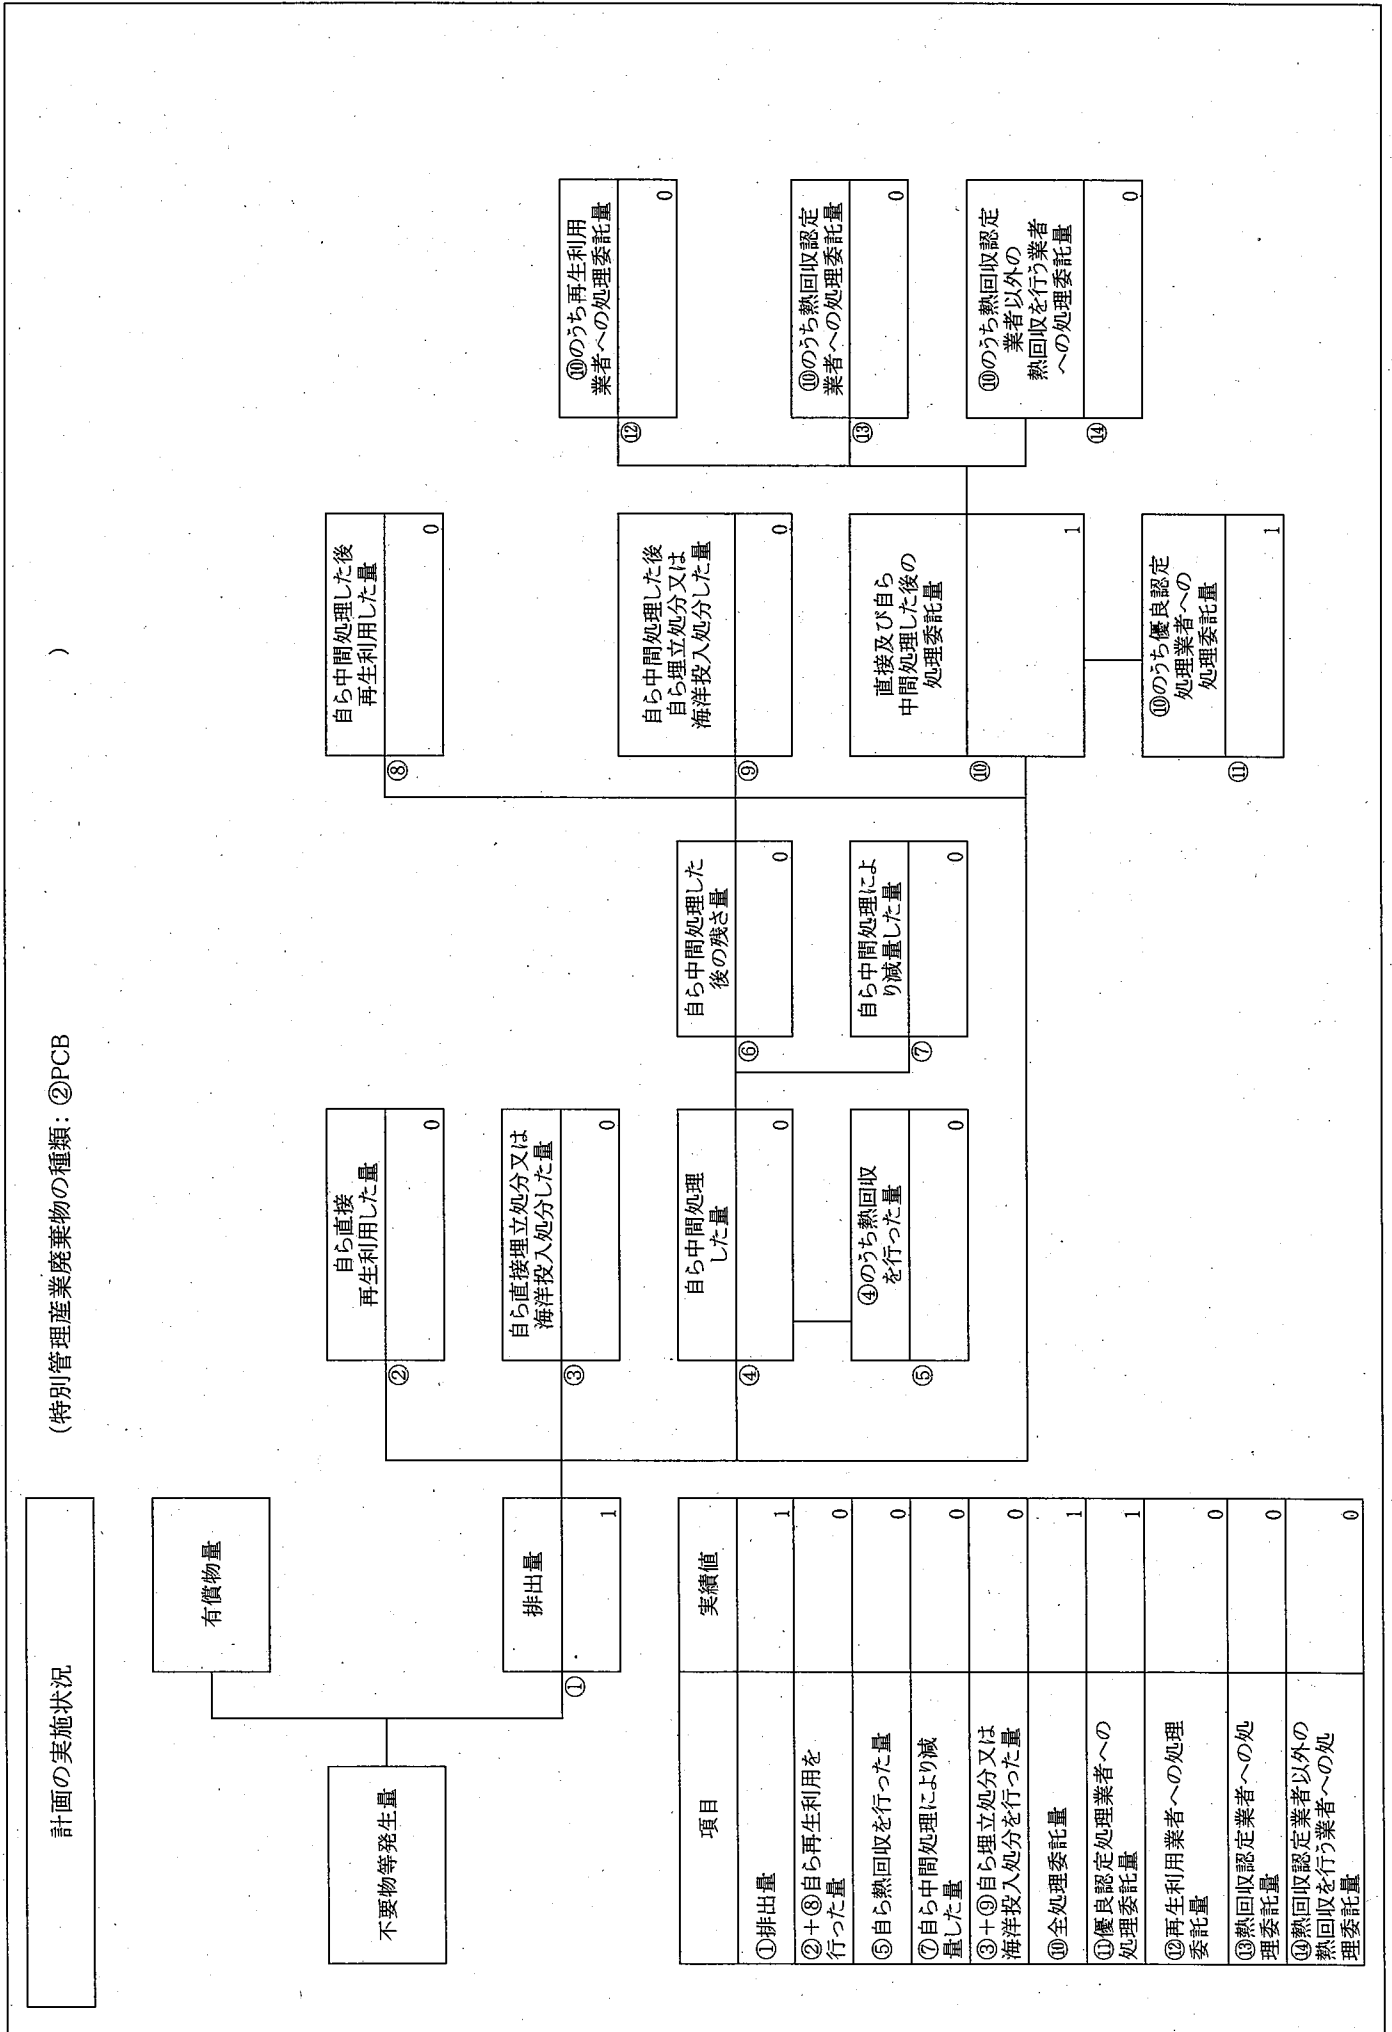 計画の実施状況
(特別管理産業廃棄物の種類：②PCB
)
不要物等発生量
有償物量
①
排出量
1
②
自ら直接
再生利用した量
0
③
自ら直接埋立処分又は
海洋投入処分した量
0
④
自ら中間処理
した量
0
⑤
④のうち熱回収
を行った量
0
⑥
自ら中間処理した
後の残さ量
0
⑦
自ら中間処理によ
り減量した量
0
⑧
自ら中間処理した後
再生利用した量
0
⑨
自ら中間処理した後
自ら埋立処分又は
海洋投入処分した量
0
⑩
直接及び自ら
中間処理した後の
処理委託量
1
⑪
⑩のうち優良認定
処理業者への
処理委託量
1
⑫
⑩のうち再生利用
業者への処理委託量
0
⑬
⑩のうち熱回収認定
業者への処理委託量
0
⑭
⑩のうち熱回収認定
業者以外の
熱回収を行う業者
への処理委託量
0
項目 実績値
①排出量 1
②+⑧自ら再生利用を
行った量 0
⑤自ら熱回収を行った量 0
⑦自ら中間処理により減
量した量 0
③+⑨自ら埋立処分又は
海洋投入処分を行った量 0
⑩全処理委託量 1
⑪優良認定処理業者への
処理委託量 1
⑫再生利用業者への処理
委託量 0
⑬熱回収認定業者への処
理委託量 0
⑭熱回収認定業者以外の
熱回収を行う業者への処
理委託量 0